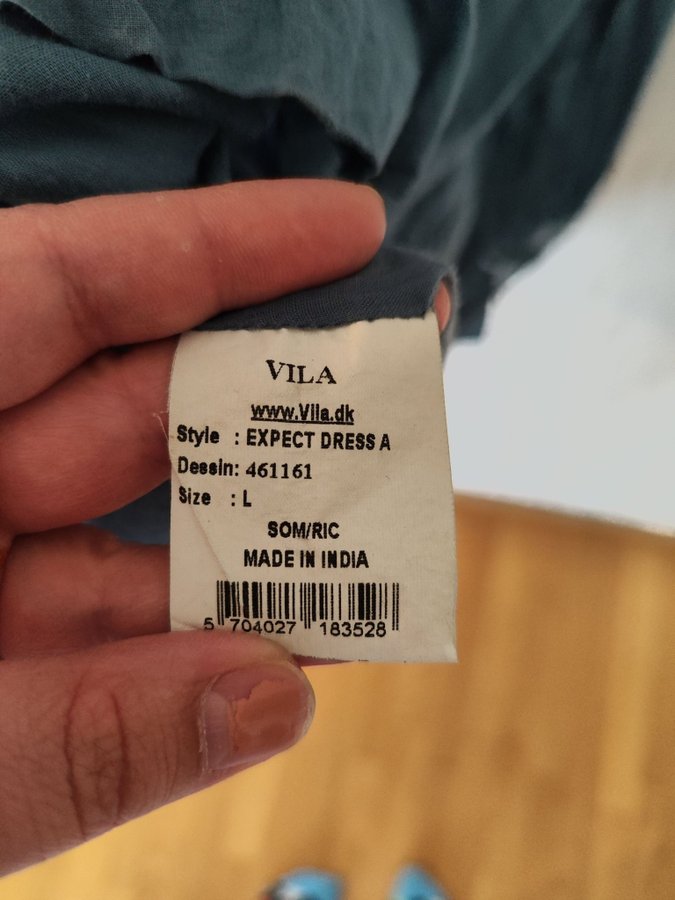 VILA
www.Vila.dk
Style : EXPECT DRESS A
Dessin: 461161
Size : L
SOM/RIC
MADE IN INDIA
5 704027 183528